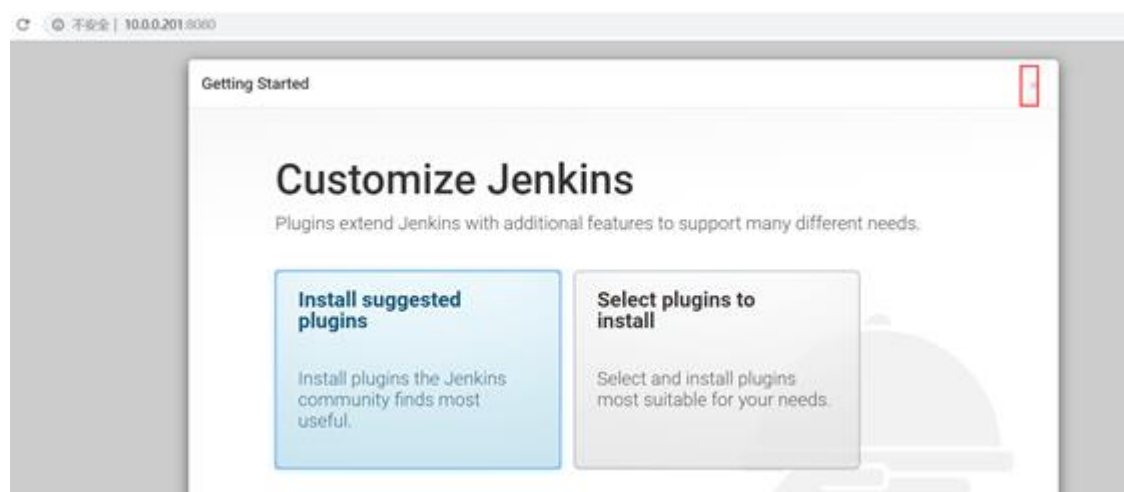 不安全 | 10.0.0.201:8080
Getting Started
×
Customize Jenkins
Plugins extend Jenkins with additional features to support many different needs.
Install suggested
plugins
Install plugins the Jenkins
community finds most
useful.
Select plugins to
install
Select and install plugins
most suitable for your needs.